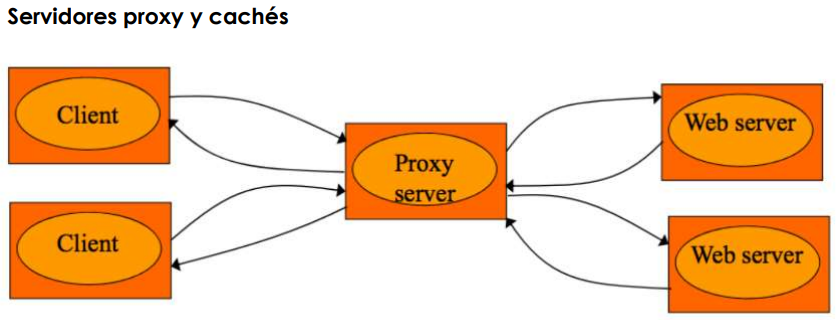 Servidores proxy y cachés
Client
Proxy
server
Web server
Client
Web server